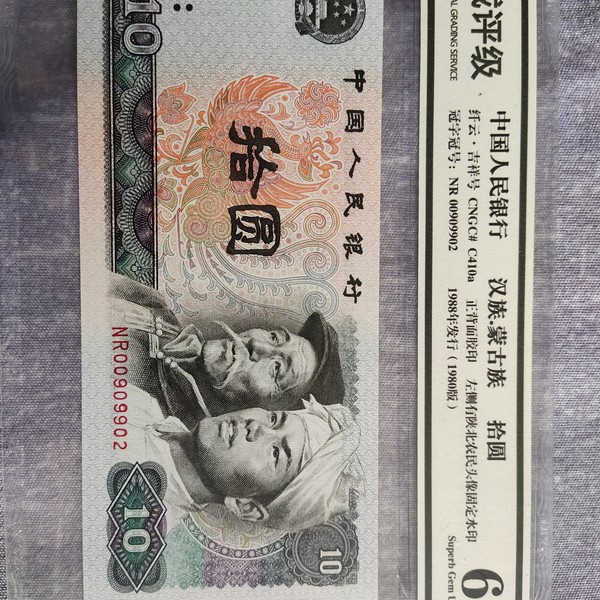 评级
GRADING SERVICE
中国人民银行 汉族.蒙古族 拾圆
纤云·吉祥号 CNGC# C410a 正背面胶印 左侧有陕北农民头像固定水印
冠字冠号：NR 00909902 1988年发行（1980版）
6
Superb Gem
中国人民银行
拾圆
10
NR00909902
10
10